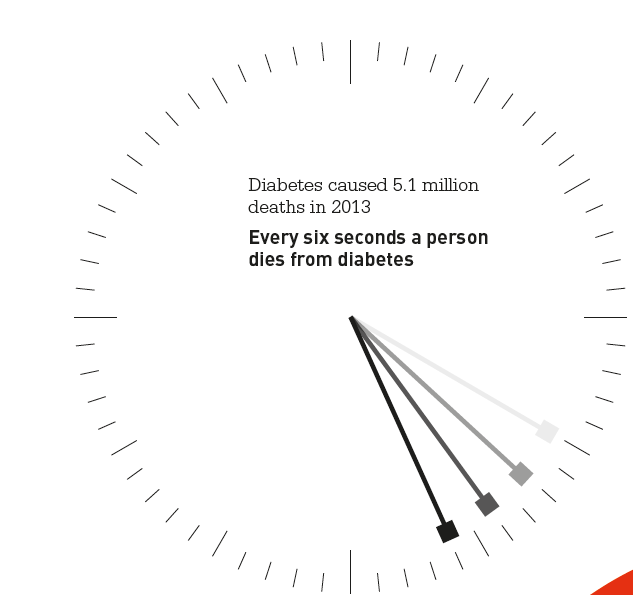 Diabetes caused 5.1 million
deaths in 2013
Every six seconds a person
dies from diabetes